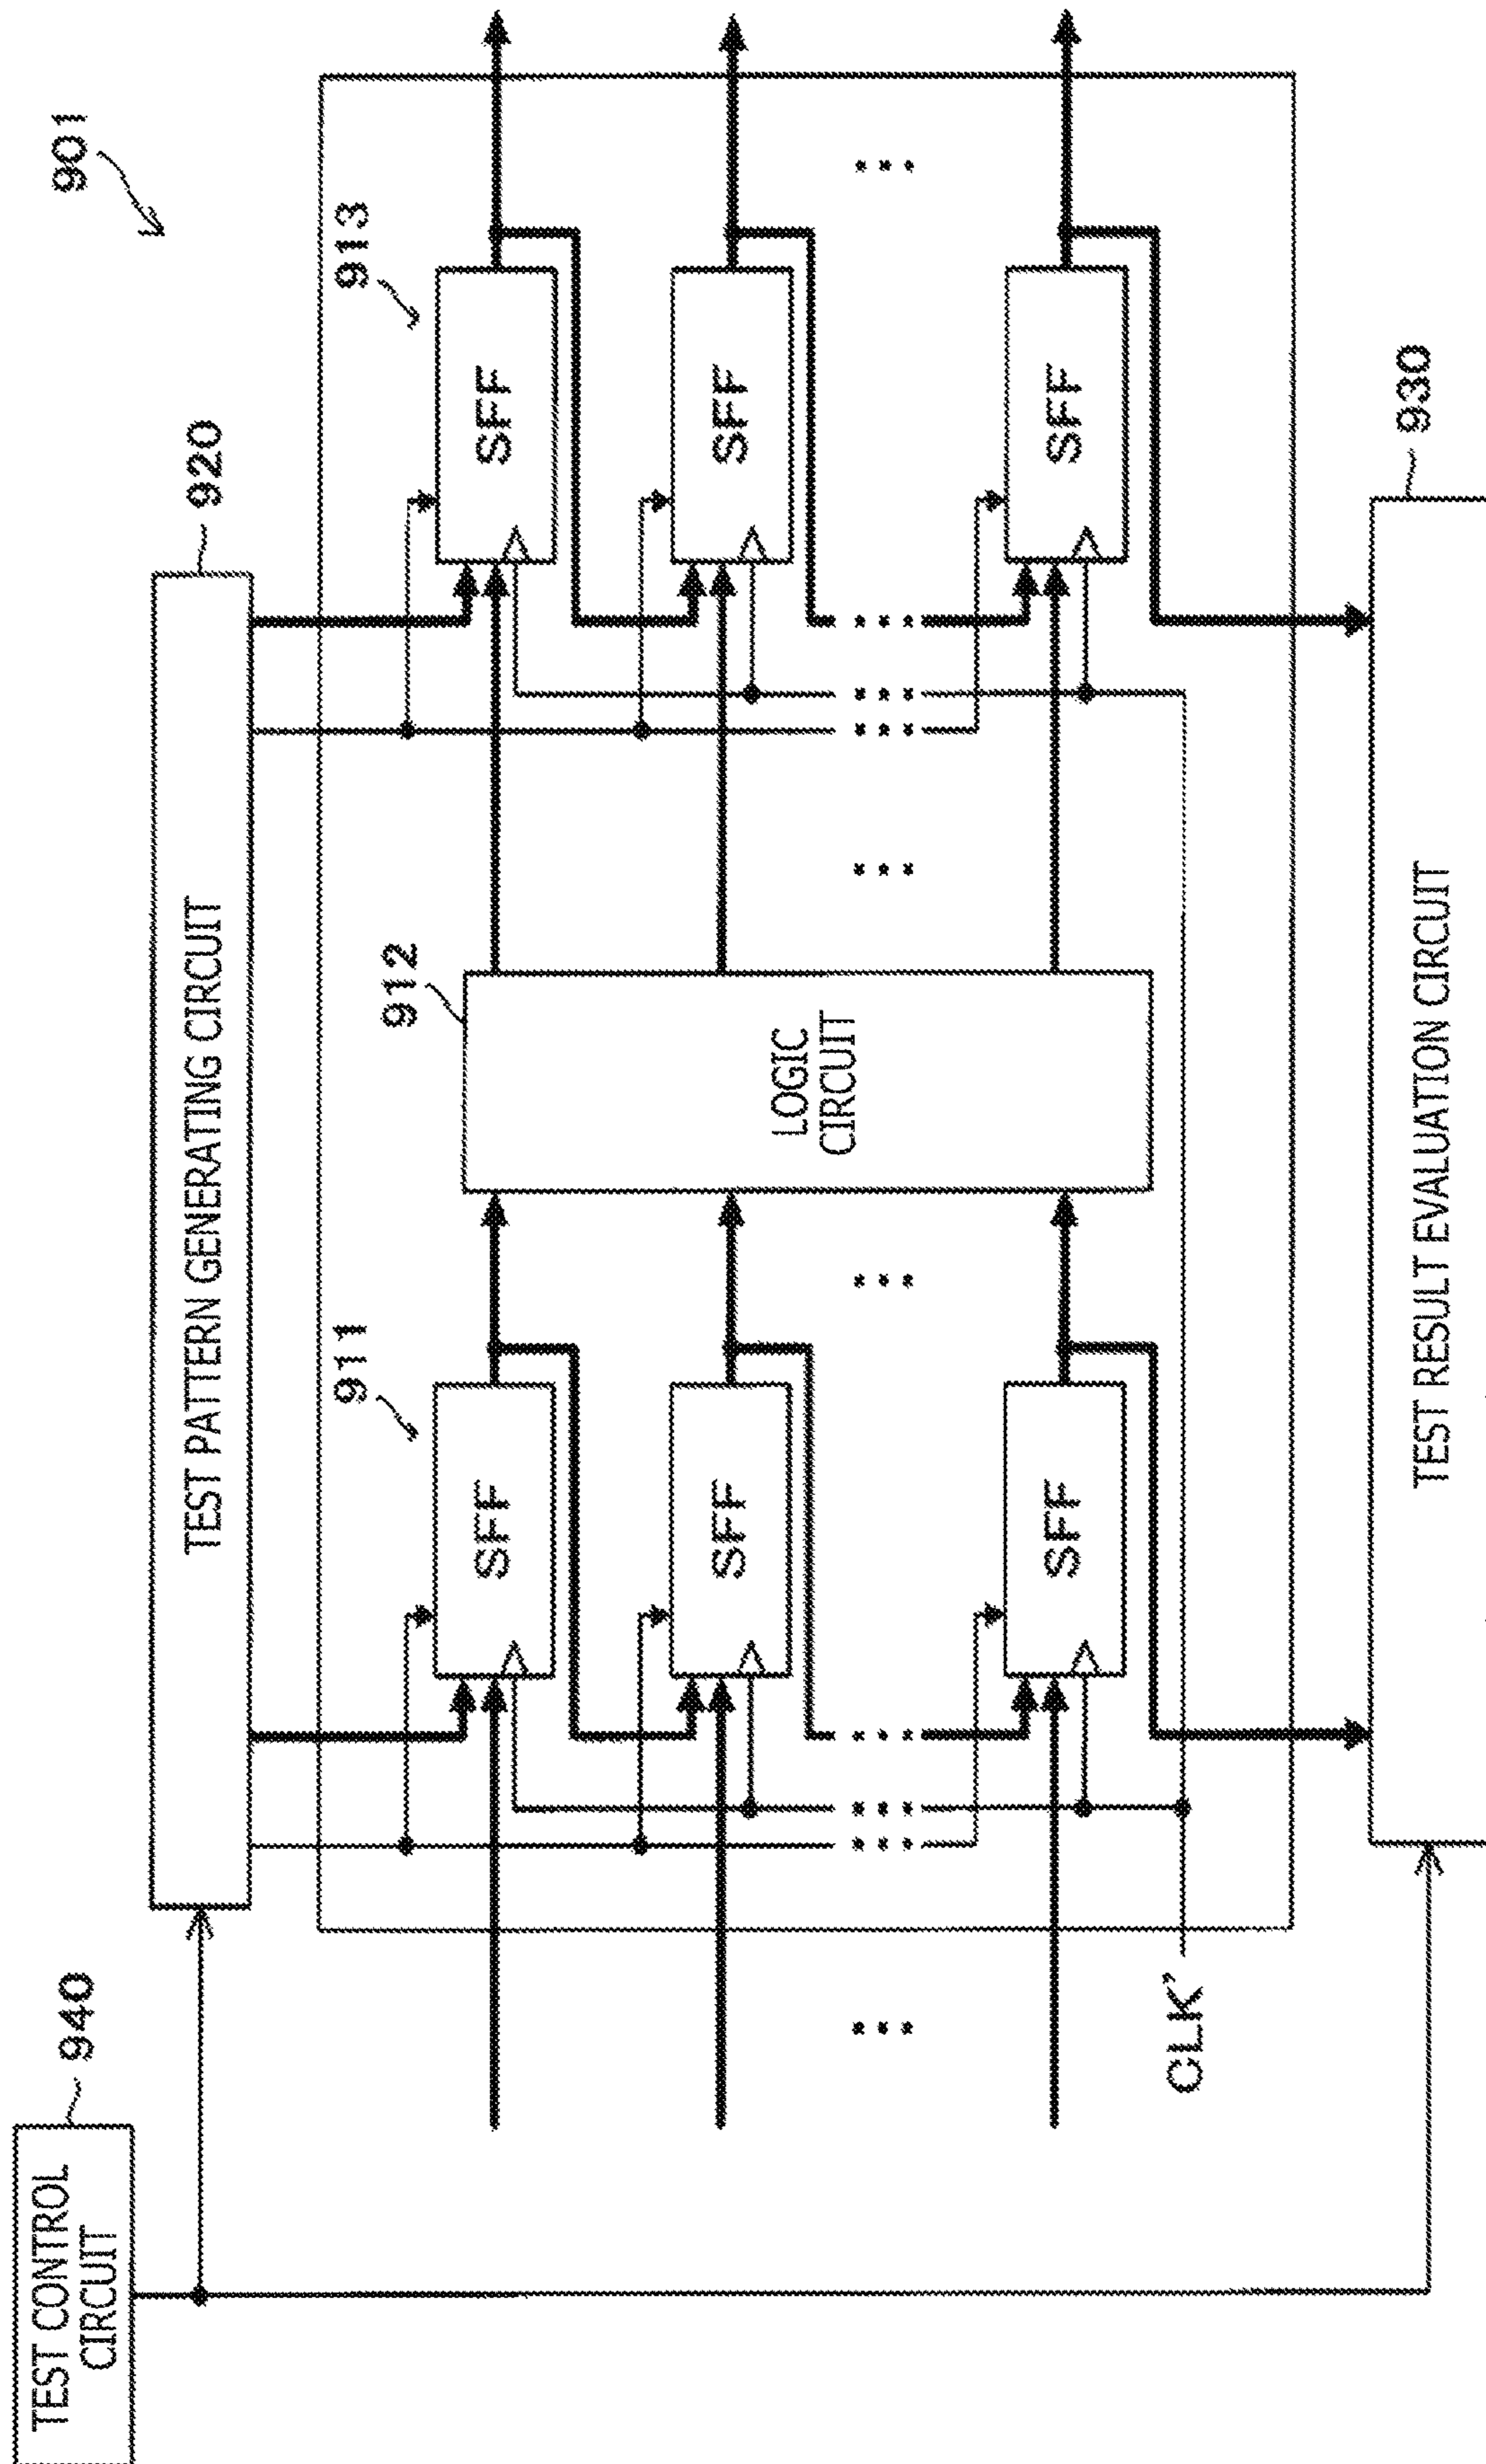 901
TEST CONTROL
CIRCUIT
940
TEST PATTERN GENERATING CIRCUIT
920
911
912
913
SFF
SFF
SFF
SFF
SFF
SFF
LOGIC
CIRCUIT
CLK'
TEST RESULT EVALUATION CIRCUIT
930